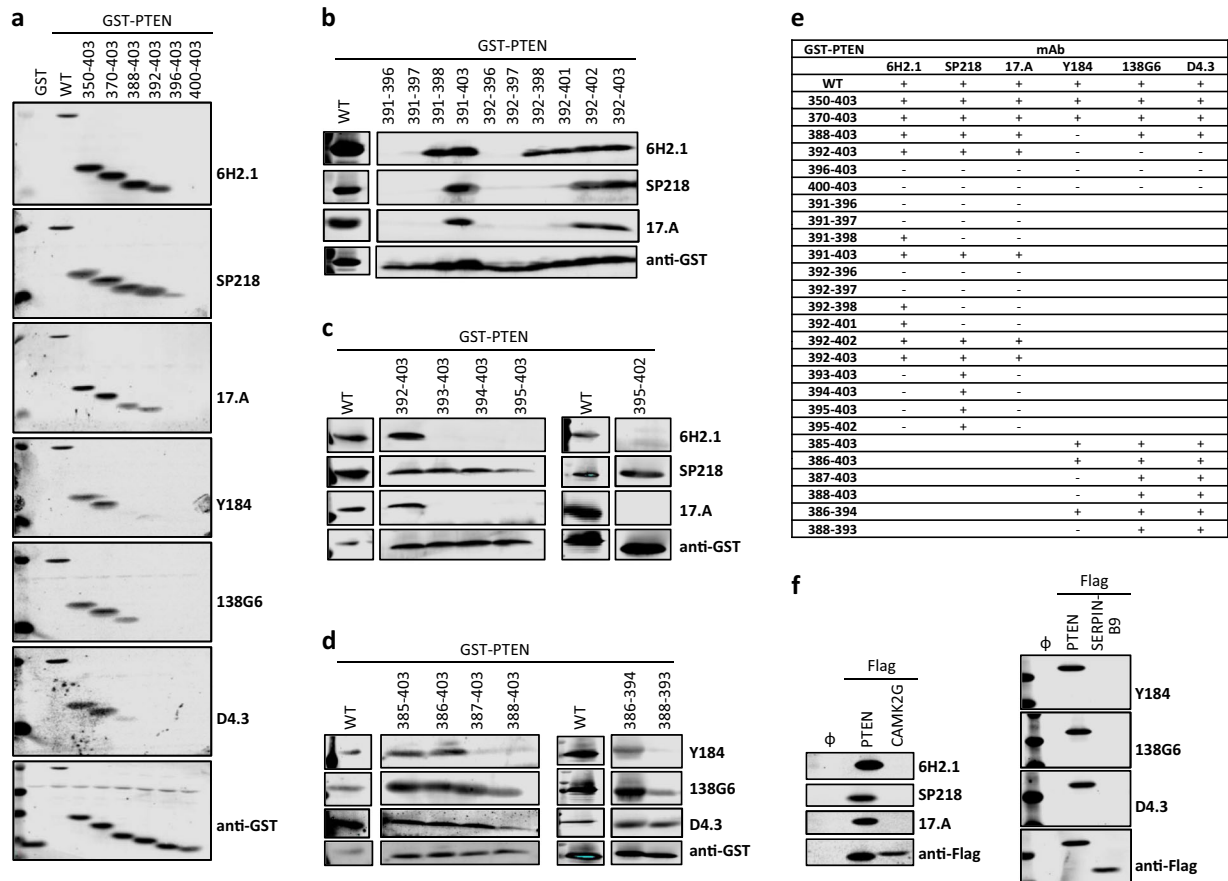 a
GST-PTEN
GST
WT
350-403
370-403
388-403
392-403
396-403
400-403
6H2.1
SP218
17.A
Y184
138G6
D4.3
anti-GST
b
GST-PTEN
WT
391-396
391-397
391-398
391-403
392-396
392-397
392-398
392-401
392-402
392-403
6H2.1
SP218
17.A
anti-GST
c
GST-PTEN
WT
392-403
393-403
394-403
395-403
WT
395-402
6H2.1
SP218
17.A
anti-GST
d
GST-PTEN
WT
385-403
386-403
387-403
388-403
WT
386-394
388-393
Y184
138G6
D4.3
anti-GST
e
GST-PTEN mAb
6H2.1 SP218 17.A Y184 138G6 D4.3
WT + + + + + +
350-403 + + + + + +
370-403 + + + + + +
388-403 + + + - + +
392-403 + + + - - -
396-403 - - - - - -
400-403 - - - - - -
391-396 - - -
391-397 - - -
391-398 + - -
391-403 + + +
392-396 - - -
392-397 - - -
392-398 + - -
392-401 + - -
392-402 + + +
392-403 + + +
393-403 - + -
394-403 - + -
395-403 - + -
395-402 - + -
385-403 + + +
386-403 + + +
387-403 - + +
388-403 - + +
386-394 + + +
388-393 - + +
f
Flag
ϕ
PTEN
CAMK2G
6H2.1
SP218
17.A
anti-Flag
Flag
ϕ
PTEN
SERPIN-
B9
Y184
138G6
D4.3
anti-Flag